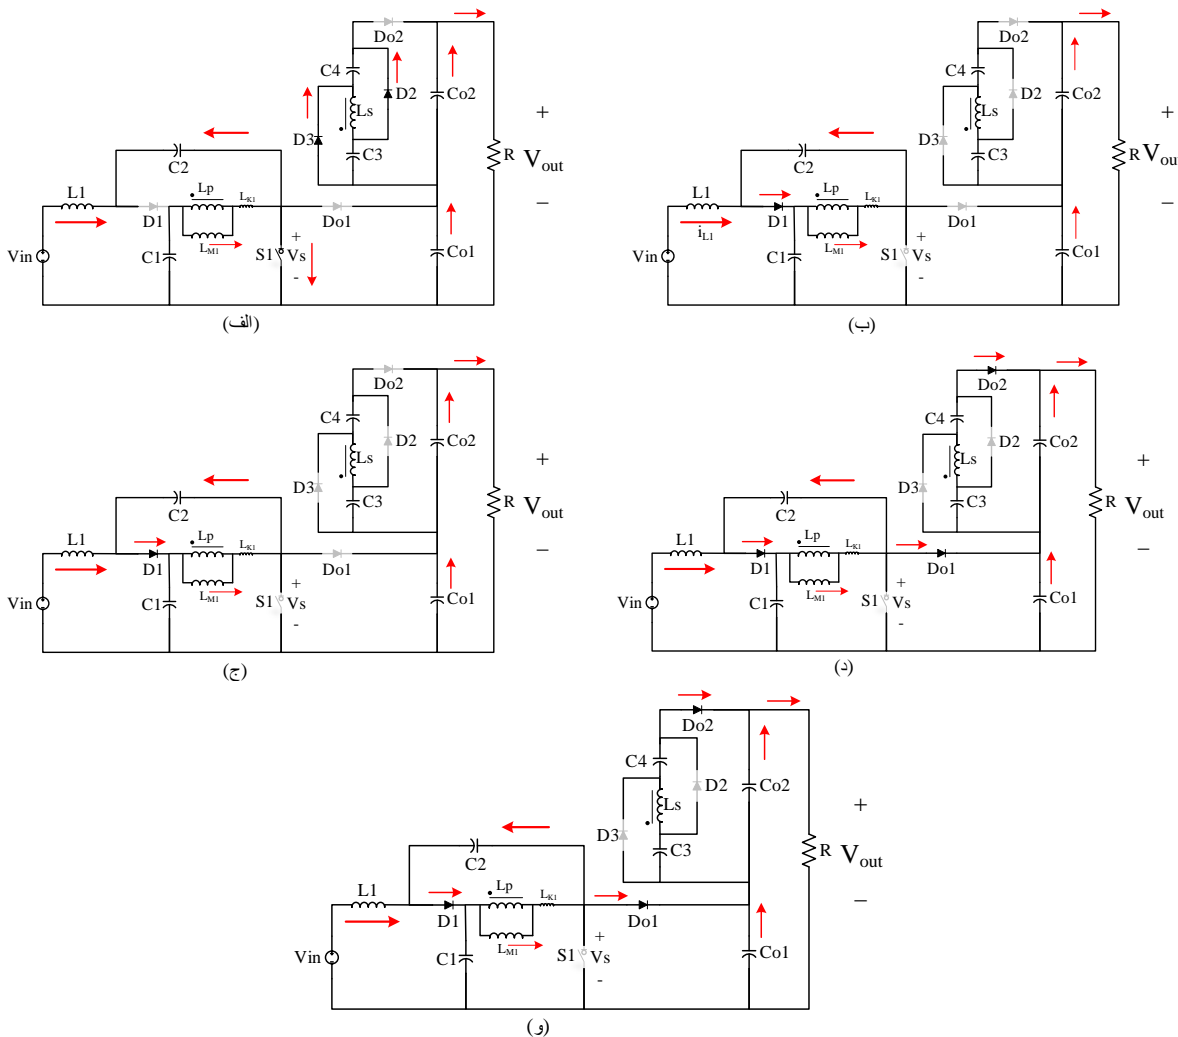 Do2
C4
D2
Co2
Ls
D3
C3
C2
+
R
Vout
−
L1
Lp
LK1
D1
Do1
LM1
Vin
C1
S1
+
Vs
-
Co1
(الف)
Do2
C4
D2
Co2
Ls
D3
C3
C2
+
R
Vou
−
L1
Lp
LK1
iL1
D1
Do1
LM1
Vin
C1
S1
+
Vs
-
Co1
(ب)
Do2
C4
D2
Co2
Ls
D3
C3
C2
+
R
Vout
−
L1
Lp
LK1
D1
Do1
LM1
Vin
C1
S1
+
Vs
-
Co1
(ج)
Do2
C4
D2
Co2
Ls
D3
C3
C2
+
R
Vout
−
L1
Lp
LK1
D1
Do1
LM1
Vin
C1
S1
+
Vs
-
Co1
(د)
Do2
C4
D2
Co2
Ls
D3
C3
C2
+
R
Vout
−
L1
Lp
LK1
D1
Do1
LM1
Vin
C1
S1
+
Vs
-
Co1
(و)